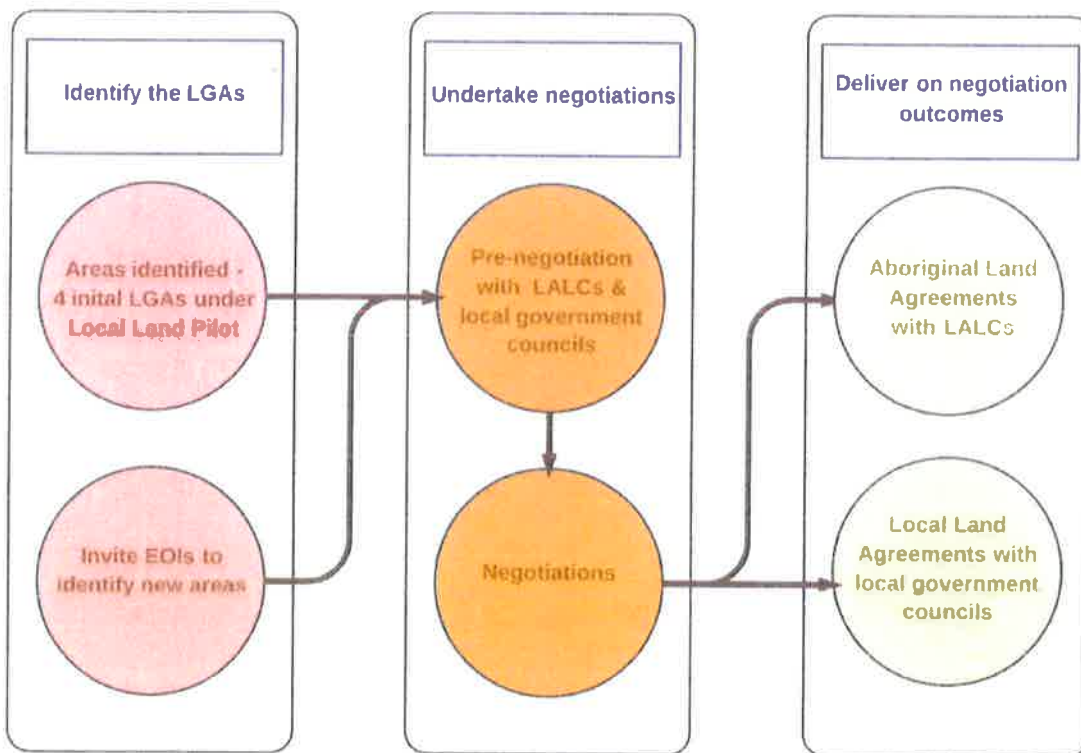 Identify the LGAs
Areas identified -
4 inital LGAs under
Local Land Pilot
Invite EOIs to
identify new areas
Undertake negotiations
Pre-negotiation
with LALCs &
local government
councils
Negotiations
Deliver on negotiation
outcomes
Aboriginal Land
Agreements
with LALCs
Local Land
Agreements with
local government
councils